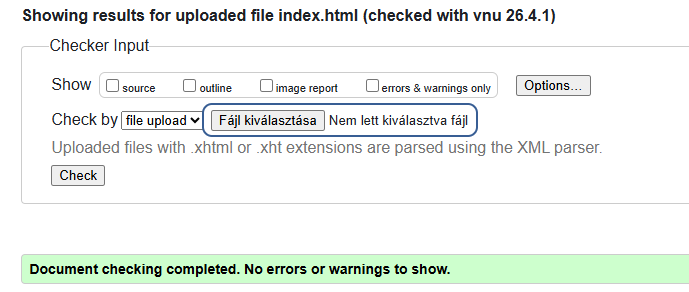 Showing results for uploaded file index.html (checked with vnu 26.4.1)
Checker Input
Show source outline image report errors & warnings only Options...
Check by file upload Fájl kiválasztása Nem lett kiválasztva fájl
Uploaded files with .xhtml or .xht extensions are parsed using the XML parser.
Check
Document checking completed. No errors or warnings to show.